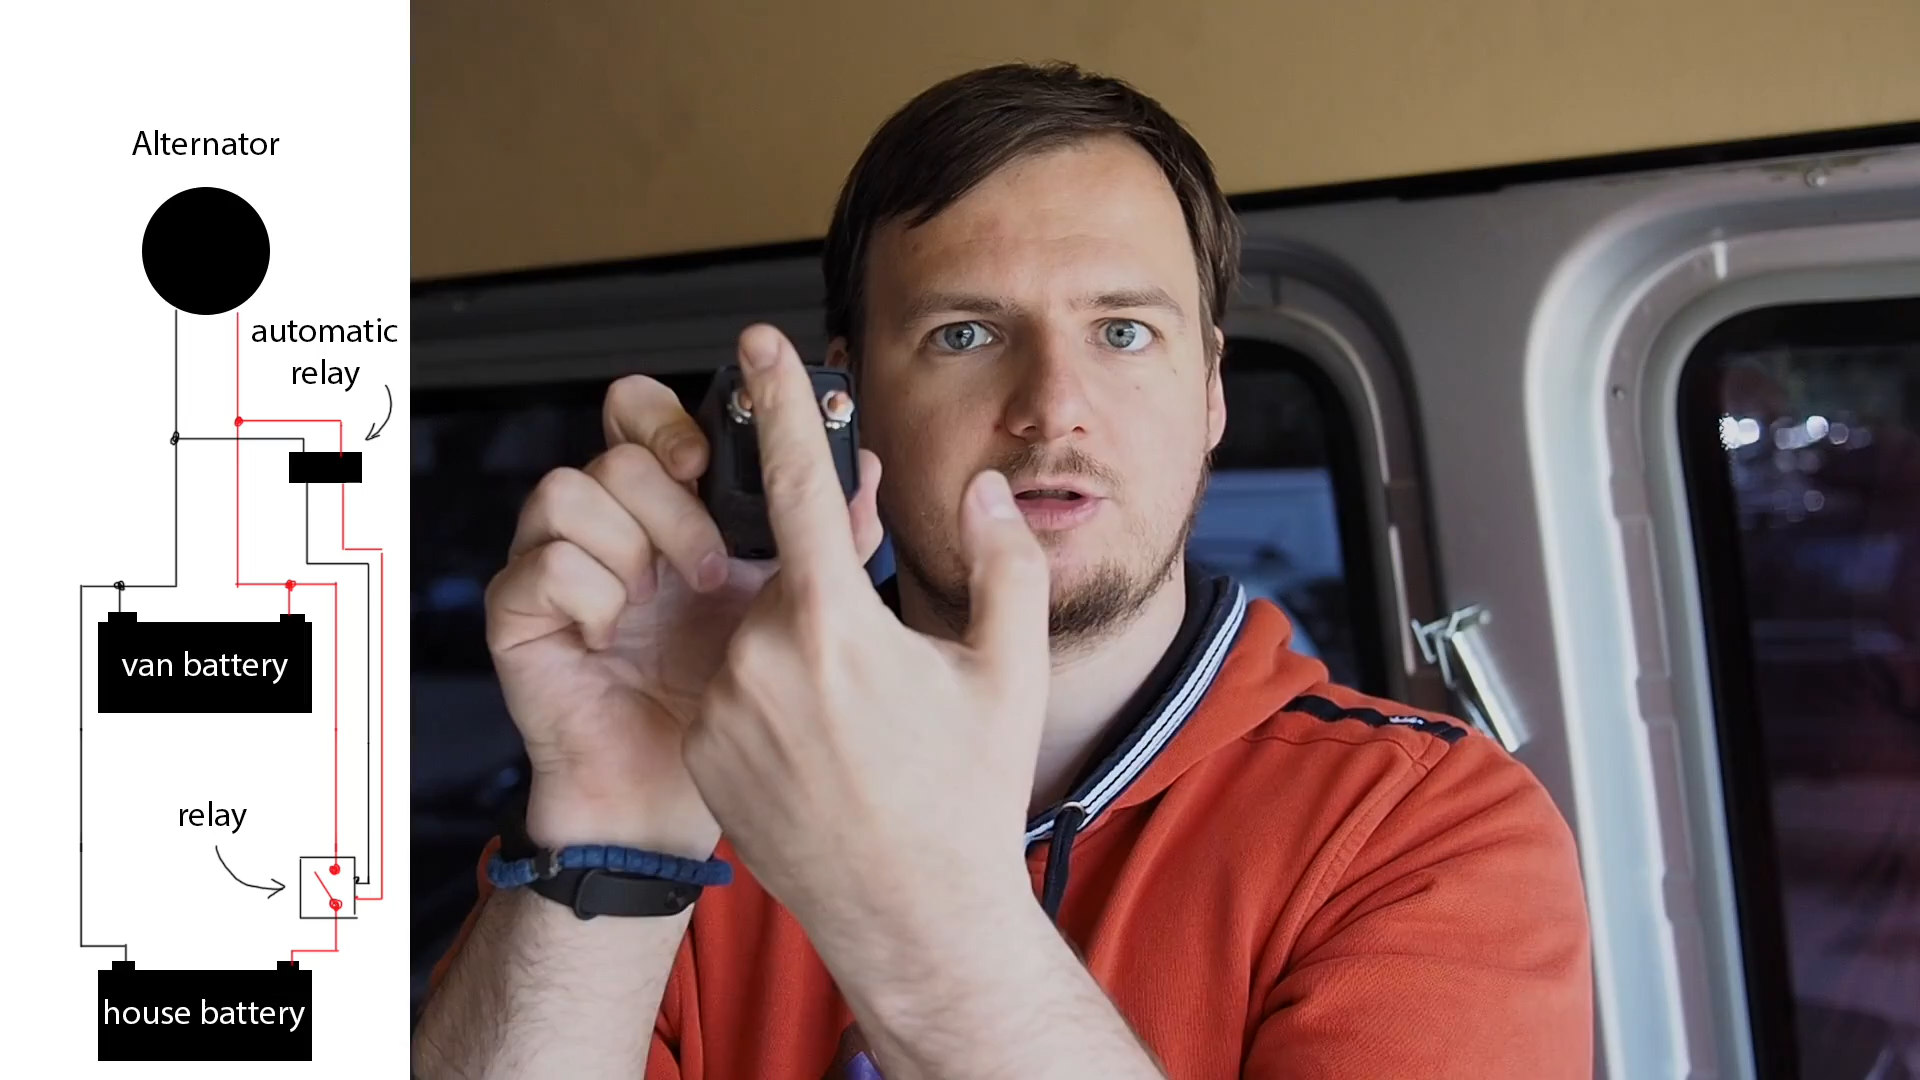 Alternator
automatic
relay
van battery
relay
house battery